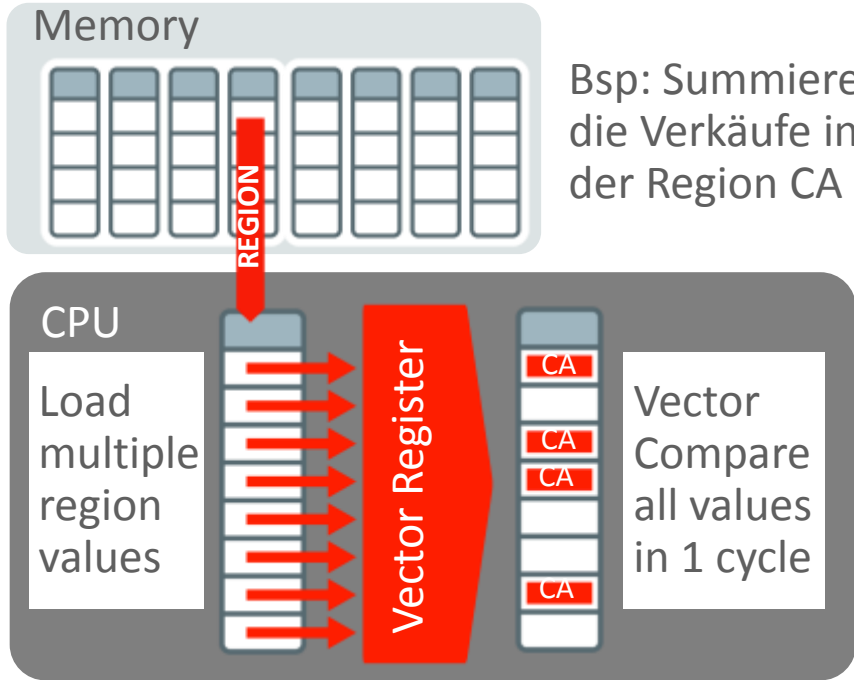 Memory
Bsp: Summiere
die Verkäufe in
der Region CA
REGION
CPU
Load
multiple
region
values
Vector Register
CA
CA
CA
CA
Vector
Compare
all values
in 1 cycle